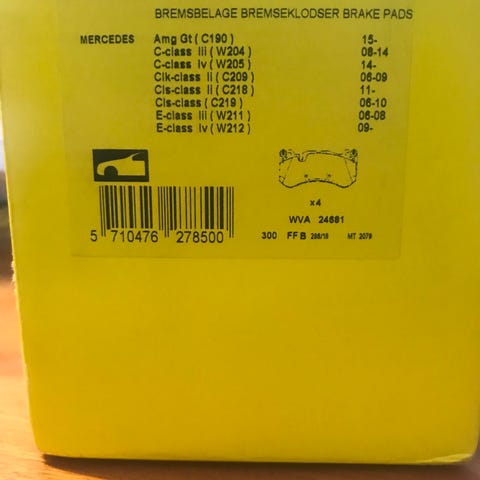 BREMSBELAGE BREMSEKLODSER BRAKE PADS
MERCEDES Amg Gt ( C190 ) 15-
C-class Iii ( W204 ) 08-14
C-class Iv ( W205 ) 14-
Clk-class Ii ( C209 ) 06-09
Cls-class Ii ( C218 ) 11-
Cls-class ( C219 ) 06-10
E-class Iii ( W211 ) 06-08
E-class Iv ( W212 ) 09-
x4
WVA 24681
5 710476 278500
300 FF B 298/18 MT 2079